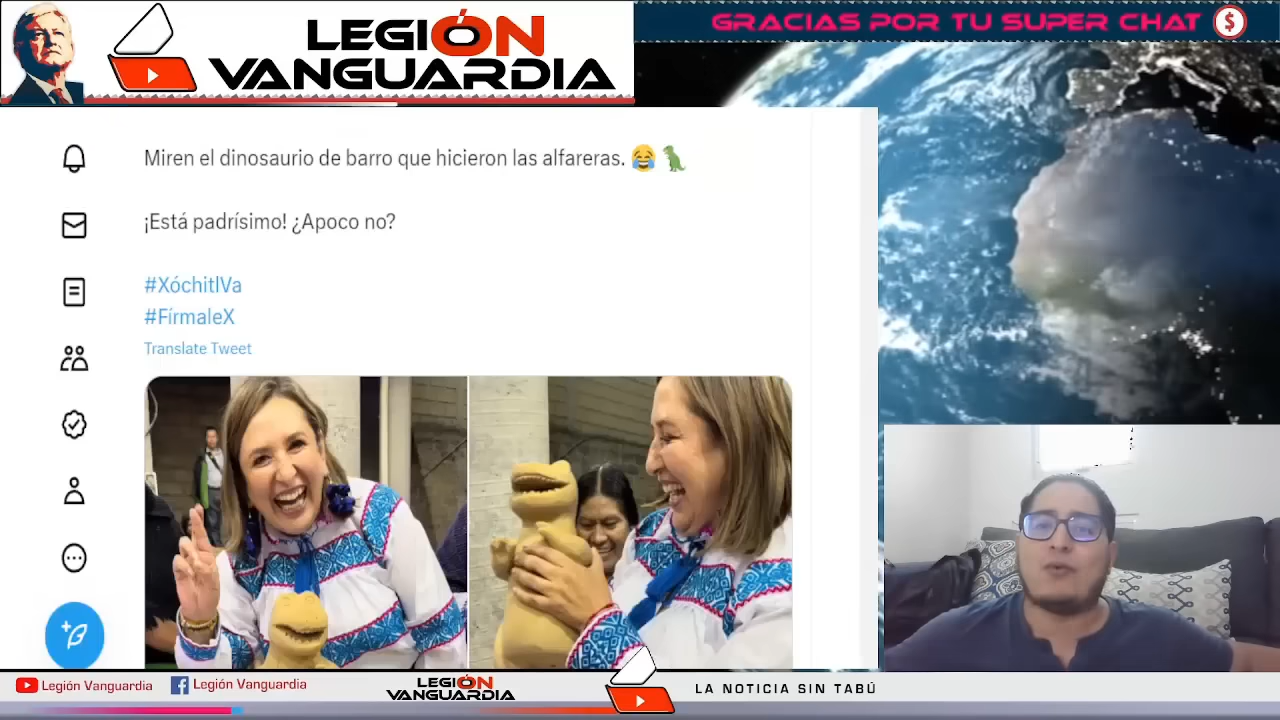 LEGIÓN
VANGUARDIA
GRACIAS POR TU SUPER CHAT
$
Miren el dinosaurio de barro que hicieron las alfareras. 😂 🦖
¡Está padrísimo! ¿Apoco no?
#XóchitlVa
#FírmaleX
Translate Tweet
Legión Vanguardia
Legión Vanguardia
LEGIÓN
VANGUARDIA
LA NOTICIA SIN TABÚ